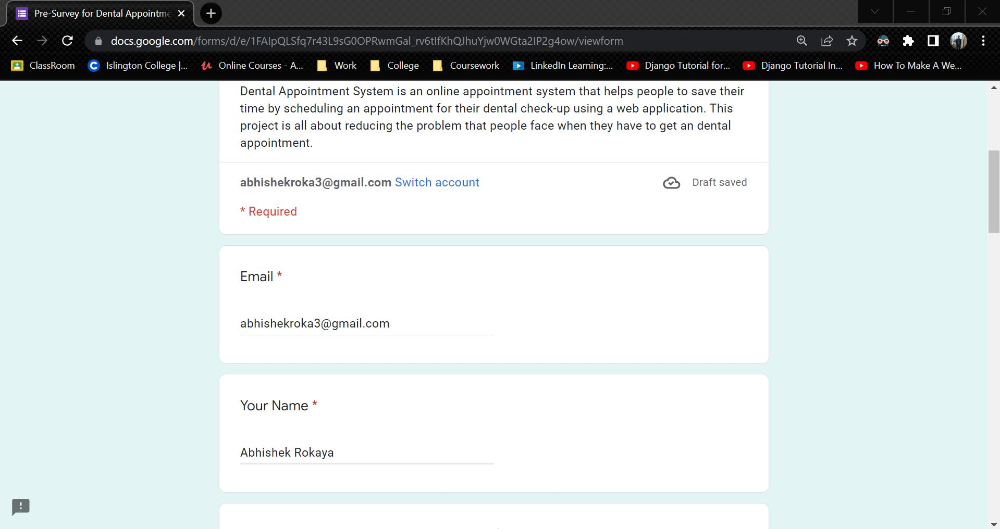 Pre-Survey for Dental Appointme
docs.google.com/forms/d/e/1FAIpQLSfq7r43L9sG0OPRwmGal_rv6tIfKhQJhuYjw0WGta2IP2g4ow/viewform
ClassRoom
Islington College |...
Online Courses - A...
Work
College
Coursework
LinkedIn Learning:...
Django Tutorial for...
Django Tutorial In...
How To Make A We...
Dental Appointment System is an online appointment system that helps people to save their
time by scheduling an appointment for their dental check-up using a web application. This
project is all about reducing the problem that people face when they have to get an dental
appointment.
abhishekroka3@gmail.com Switch account
Draft saved
* Required
Email *
abhishekroka3@gmail.com
Your Name *
Abhishek Rokaya